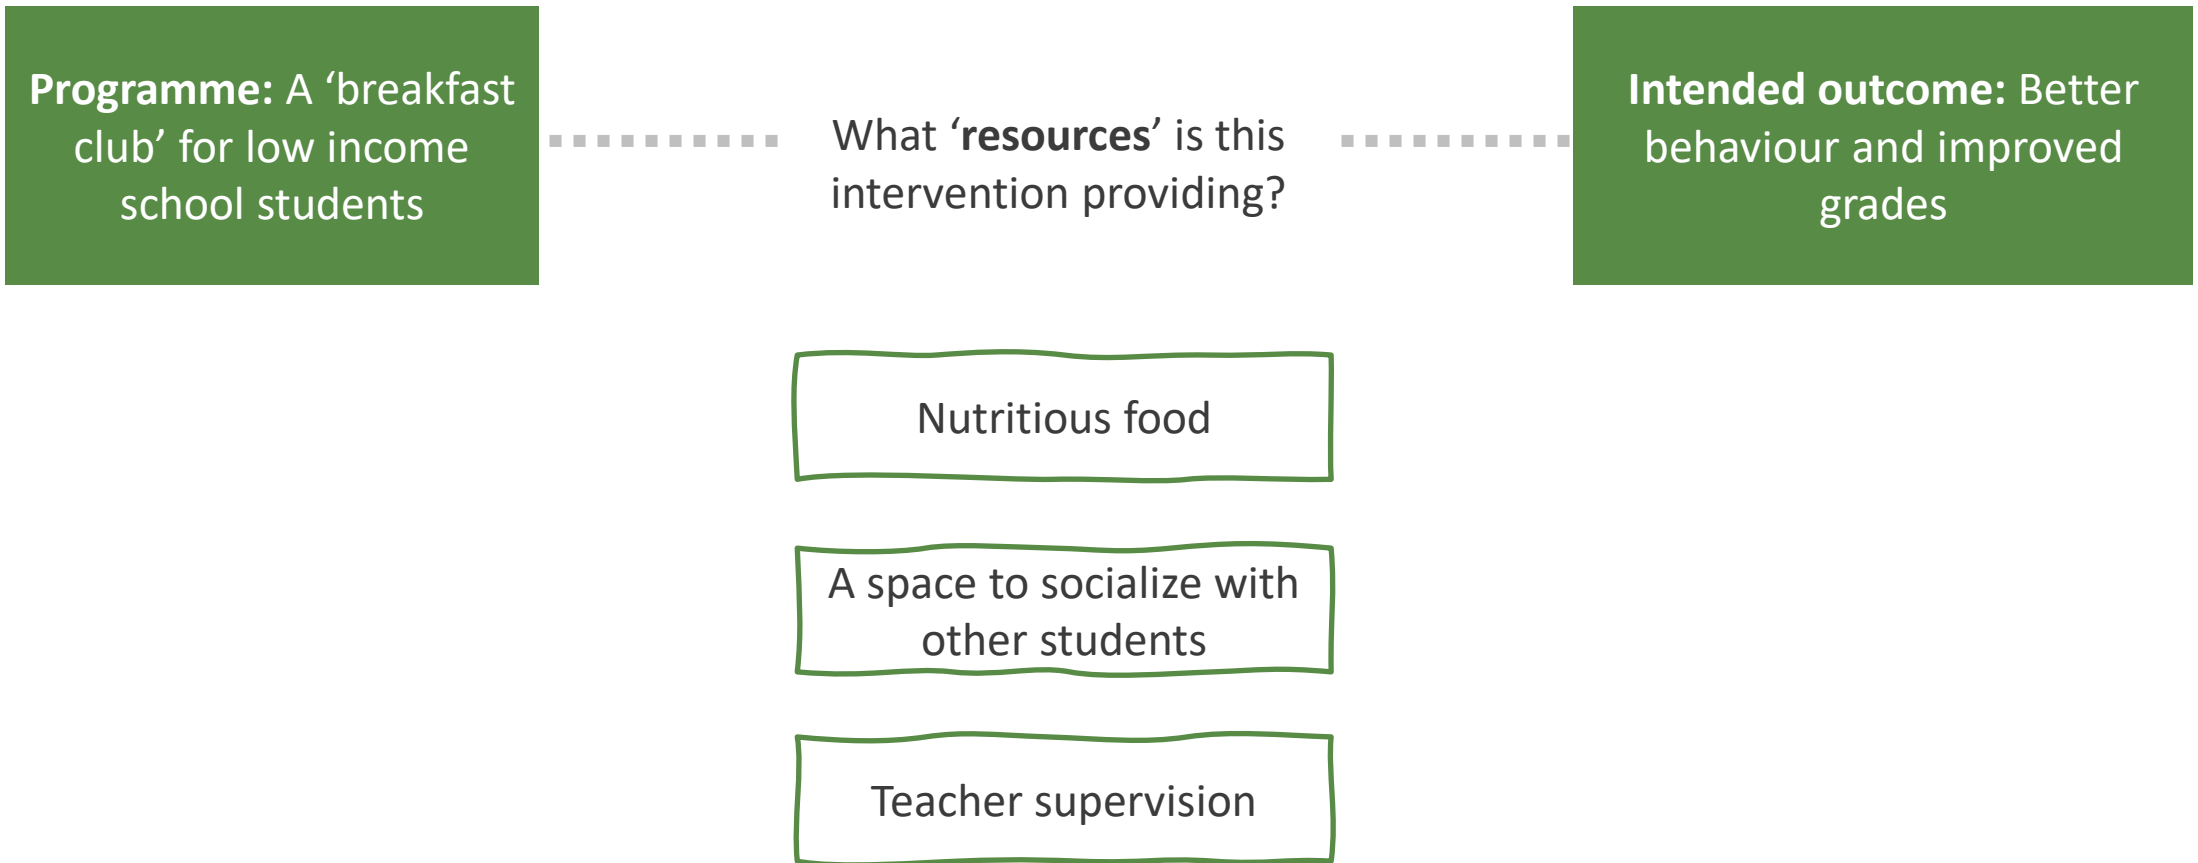 Programme: A ‘breakfast
club’ for low income
school students
What ‘resources’ is this
intervention providing?
Intended outcome: Better
behaviour and improved
grades
Nutritious food
A space to socialize with
other students
Teacher supervision